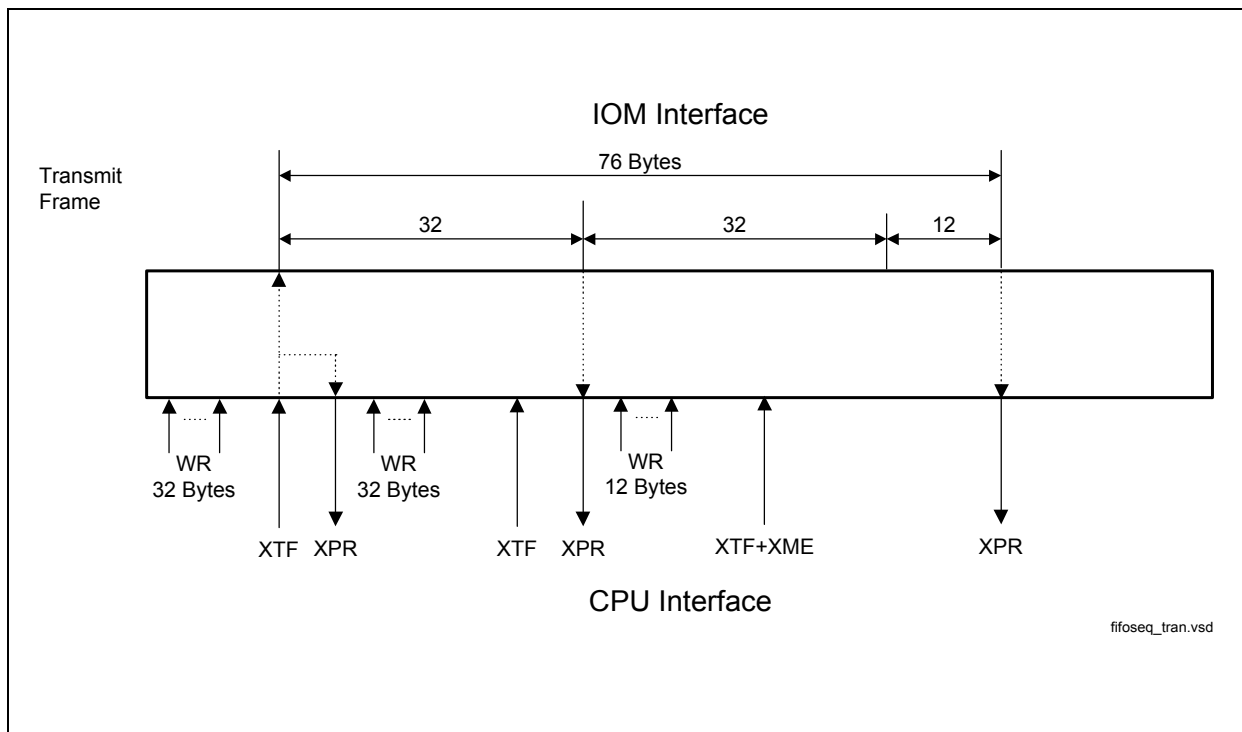 IOM Interface
76 Bytes
Transmit
Frame
32
32
12
WR
32 Bytes
WR
32 Bytes
WR
12 Bytes
XTF
XPR
XTF
XPR
XTF+XME
XPR
CPU Interface
fifoseq_tran.vsd